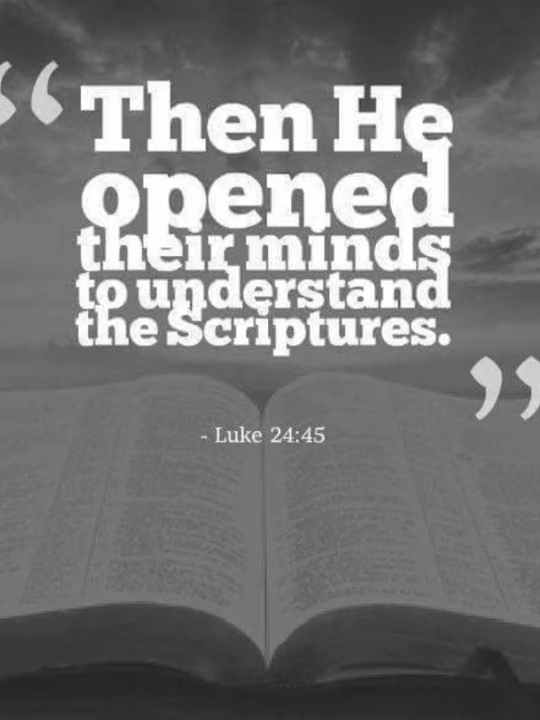 “Then He
opened
their minds
to understand
the Scriptures.”
- Luke 24:45